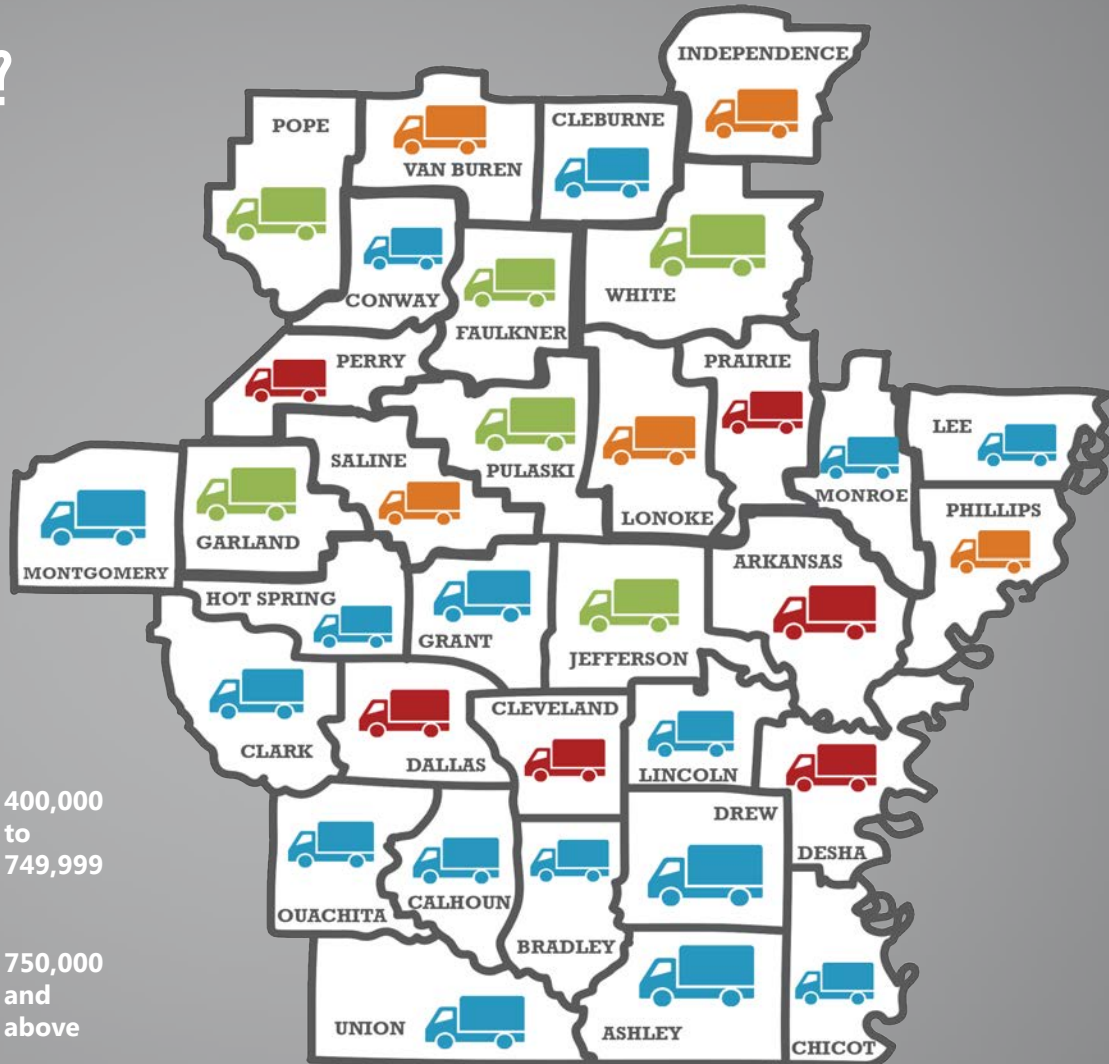 ?
INDEPENDENCE
POPE
CLEBURNE
VAN BUREN
WHITE
CONWAY
FAULKNER
PERRY
PRAIRIE
LEE
SALINE
PULASKI
MONROE
PHILLIPS
LONOKE
GARLAND
ARKANSAS
MONTGOMERY
HOT SPRING
GRANT
JEFFERSON
CLEVELAND
CLARK
DALLAS
LINCOLN
400,000
to
749,999
DREW
DESHA
CALHOUN
OUACHITA
BRADLEY
750,000
and
above
UNION
ASHLEY
CHICOT